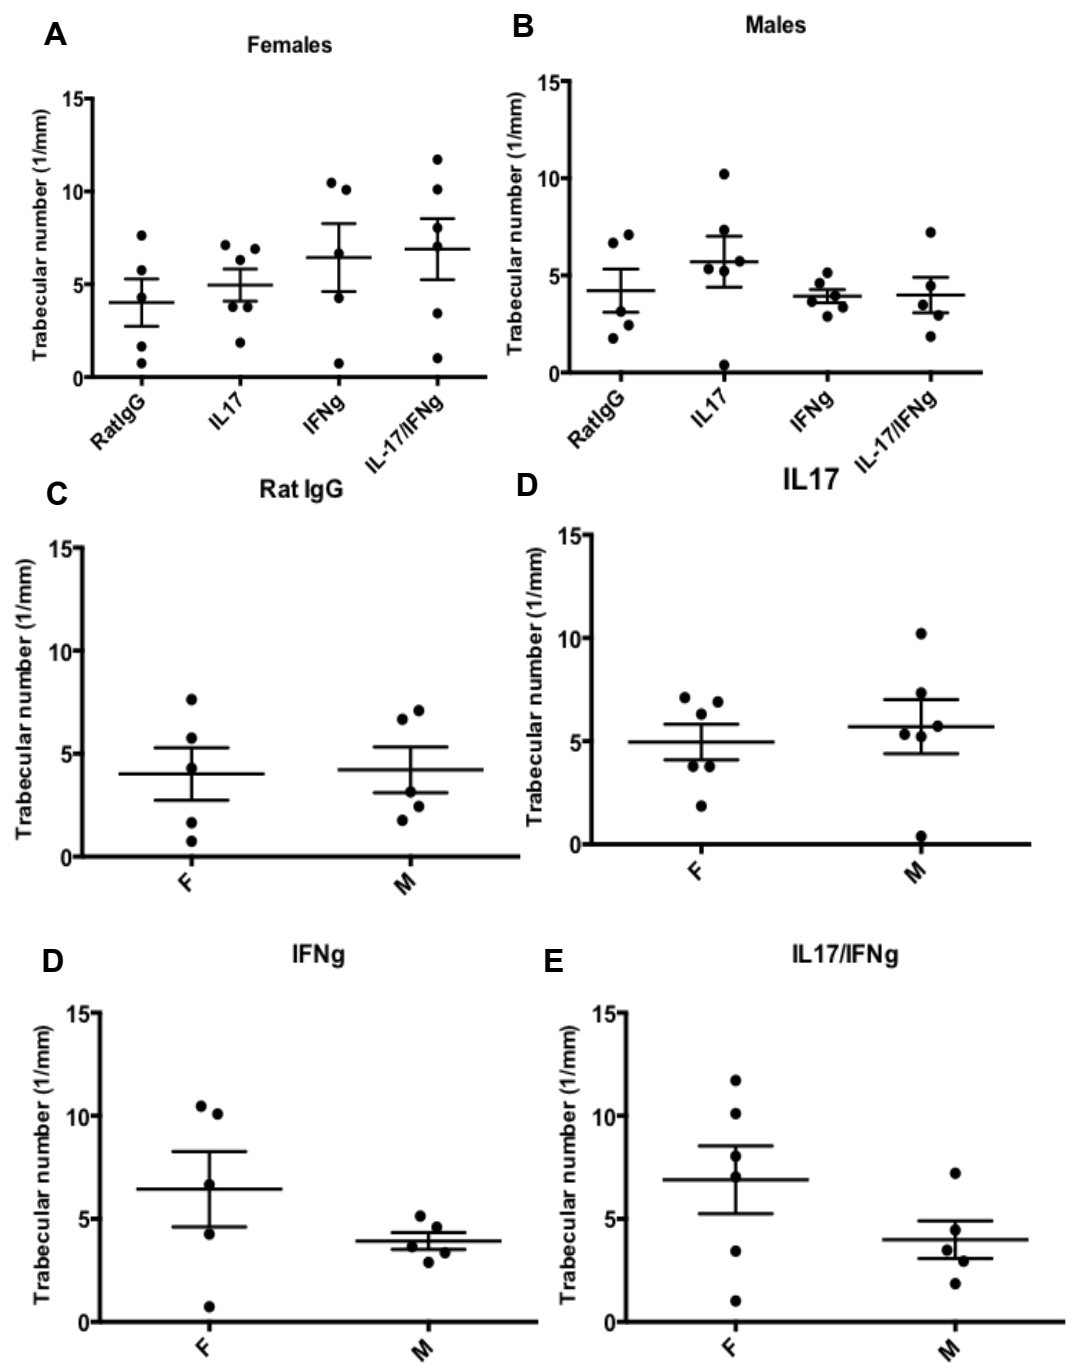 A
Females
Trabecular number (1/mm)
15
10
5
0
RatIgG
IL17
IFNg
IL-17/IFNg
B
Males
Trabecular number (1/mm)
15
10
5
0
RatIgG
IL17
IFNg
IL-17/IFNg
C
Rat IgG
Trabecular number (1/mm)
15
10
5
0
F
M
D
IL17
Trabecular number (1/mm)
15
10
5
0
F
M
D
IFNg
Trabecular number (1/mm)
15
10
5
0
F
M
E
IL17/IFNg
Trabecular number (1/mm)
15
10
5
0
F
M